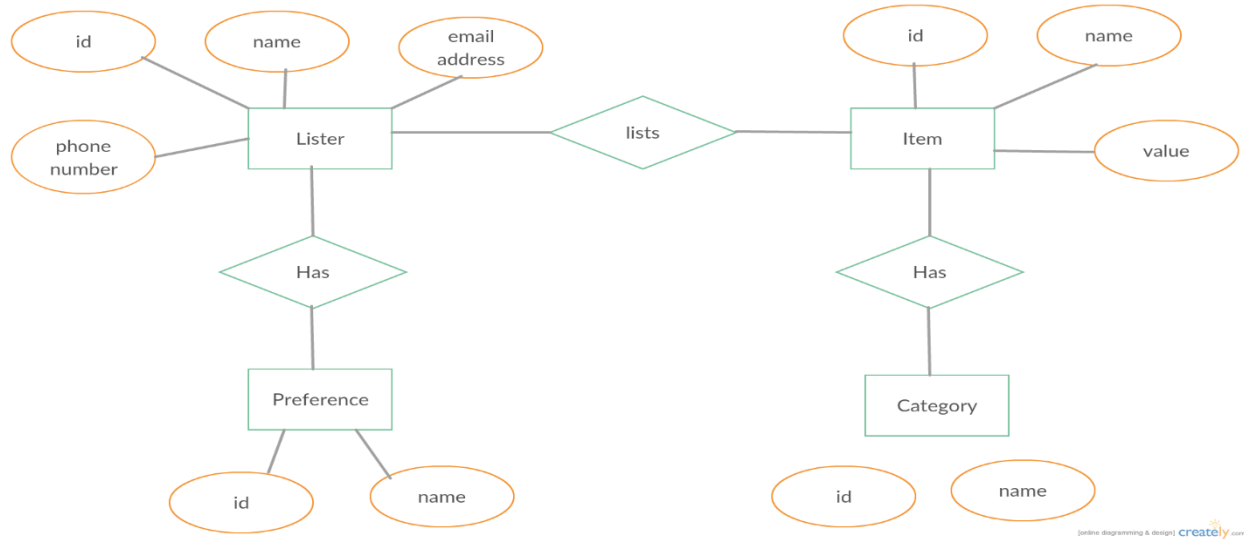 id
name
email
address
id
name
phone
number
Lister
lists
Item
value
Has
Has
Preference
Category
id
name
id
name
[online diagramming & design] creately.com